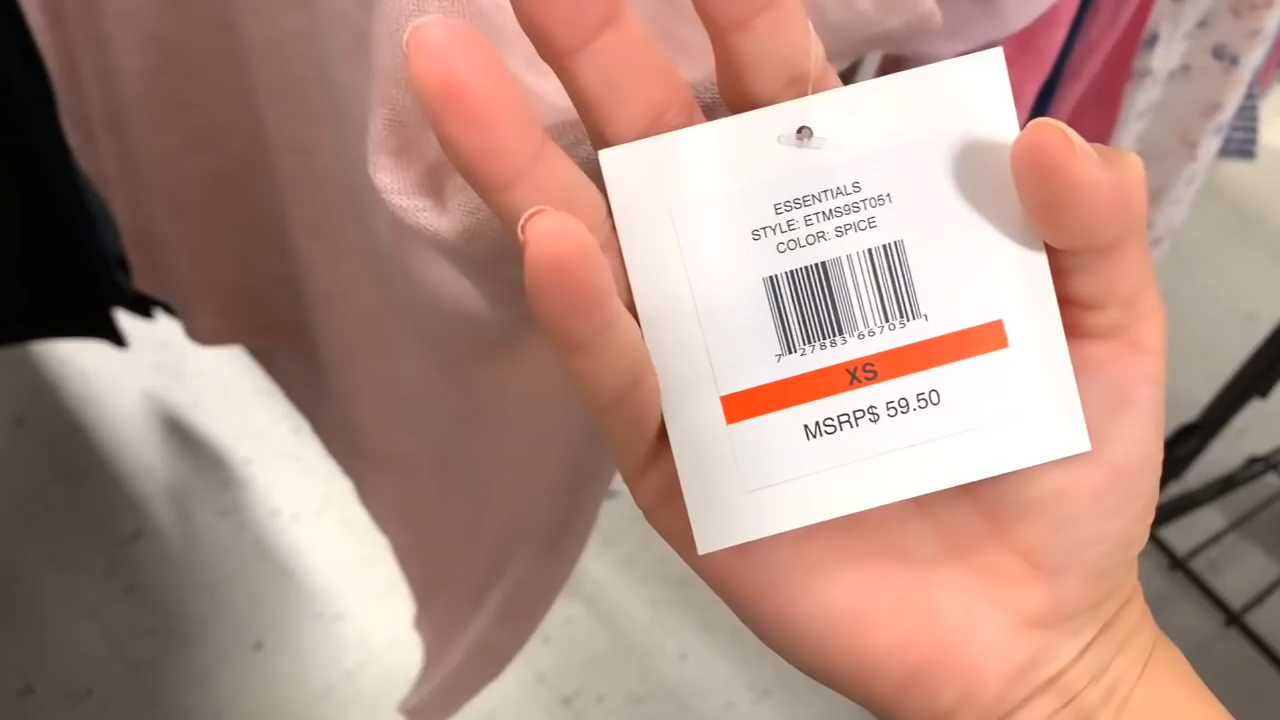 ESSENTIALS
STYLE: ETMS9ST051
COLOR: SPICE
7 27883 66705 1
XS
MSRP$ 59.50